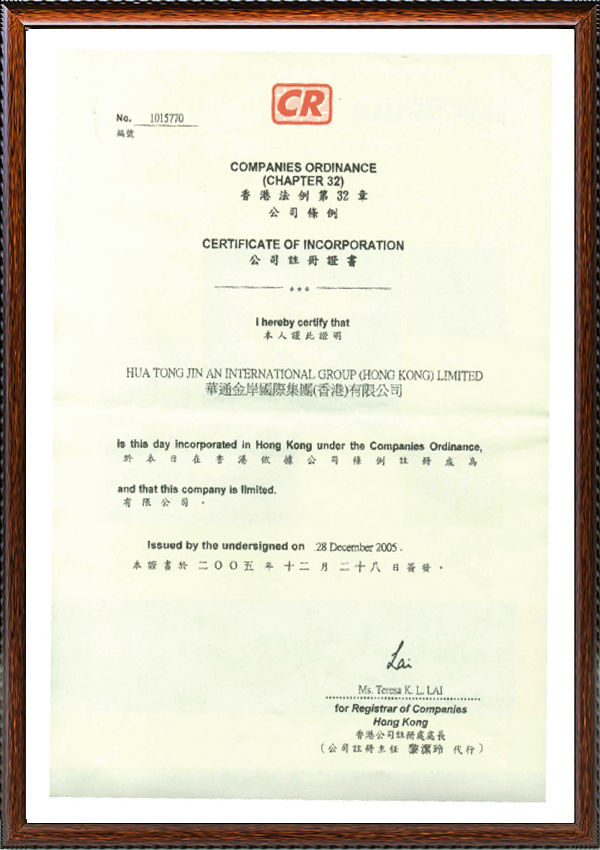 CR
No. 1015770
編號
COMPANIES ORDINANCE
(CHAPTER 32)
香港法例第32章
公司條例
CERTIFICATE OF INCORPORATION
公司註冊證書
***
I hereby certify that
本人謹此證明
HUA TONG JIN AN INTERNATIONAL GROUP (HONG KONG) LIMITED
華通金岸國際集團(香港)有限公司
is this day incorporated in Hong Kong under the Companies Ordinance,
於本日在香港依據公司條例註冊成為
and that this company is limited.
有限公司。
Issued by the undersigned on 28 December 2005.
本證書於二〇〇五年十二月二十八日簽發。
Lai
Ms. Teresa K. L. LAI
for Registrar of Companies
Hong Kong
香港公司註冊處處長
(公司註冊主任 黎潔玲 代行)